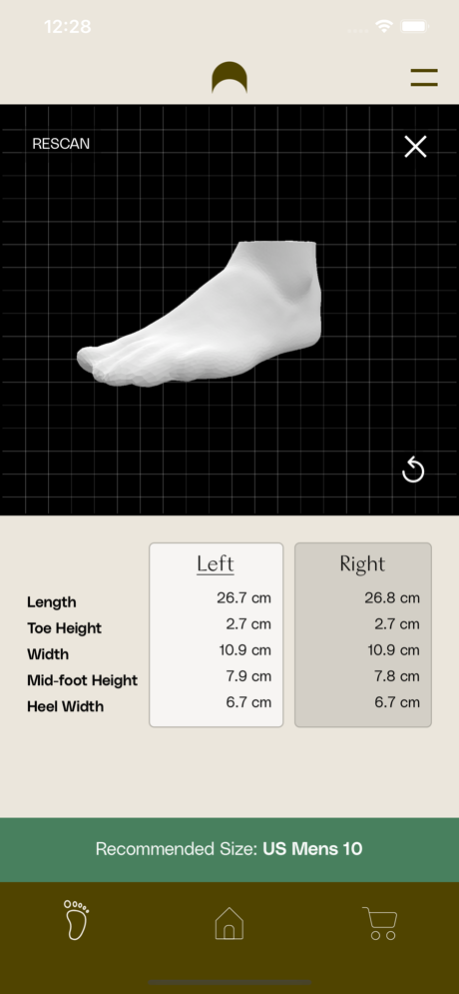 12:28
RESCAN
Left Right
Length 26.7 cm 26.8 cm
Toe Height 2.7 cm 2.7 cm
Width 10.9 cm 10.9 cm
Mid-foot Height 7.9 cm 7.8 cm
Heel Width 6.7 cm 6.7 cm
Recommended Size: US Mens 10